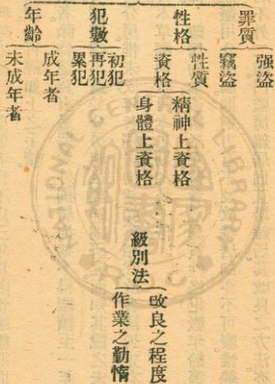 罪質
强盜
竊盜
性格
性質
資格
精神上資格
身體上資格
犯數
初犯
再犯
累犯
年齡
成年者
未成年者
級別法
改良之程度
作業之勤惰